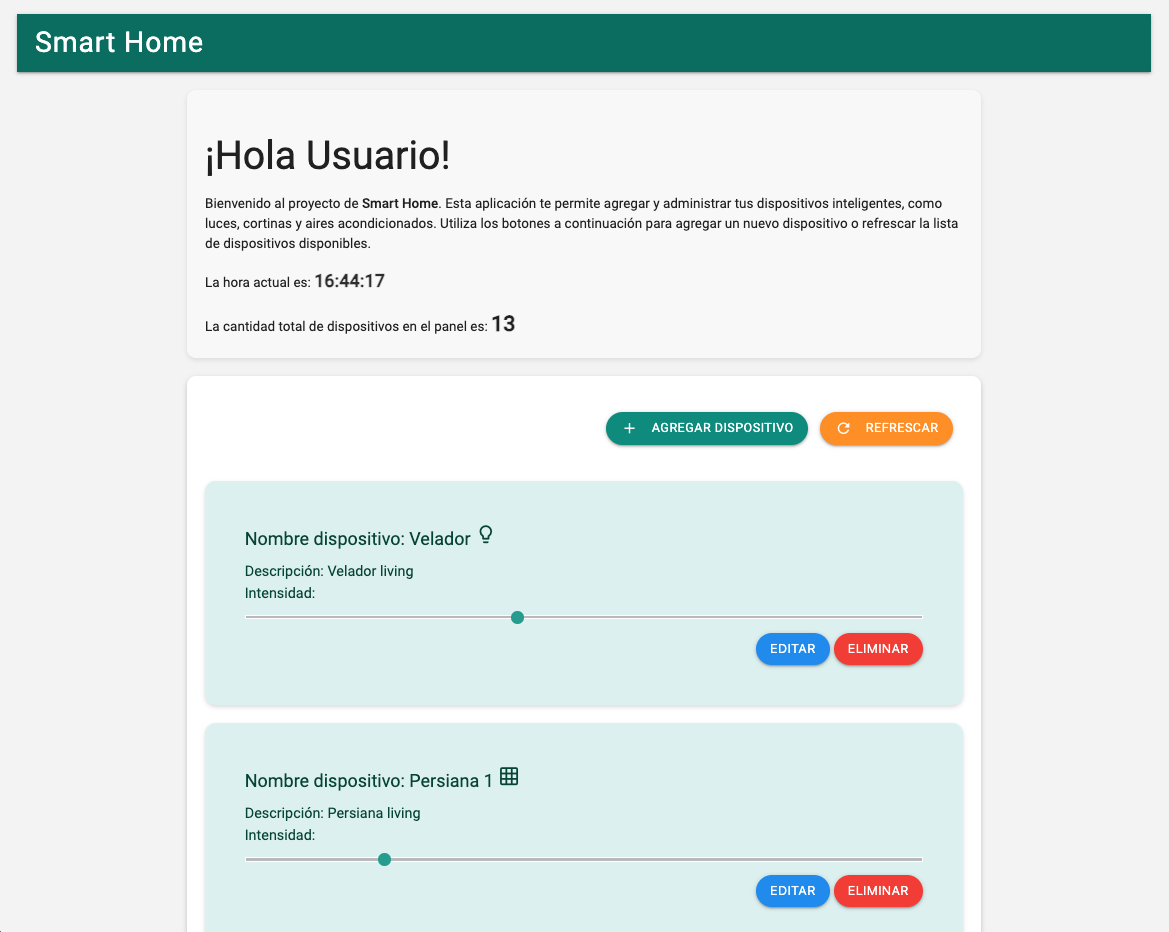 Smart Home
¡Hola Usuario!
Bienvenido al proyecto de Smart Home. Esta aplicación te permite agregar y administrar tus dispositivos inteligentes, como
luces, cortinas y aires acondicionados. Utiliza los botones a continuación para agregar un nuevo dispositivo o refrescar la lista
de dispositivos disponibles.
La hora actual es: 16:44:17
La cantidad total de dispositivos en el panel es: 13
AGREGAR DISPOSITIVO REFRESCAR
Nombre dispositivo: Velador
Descripción: Velador living
Intensidad:
EDITAR ELIMINAR
Nombre dispositivo: Persiana 1
Descripción: Persiana living
Intensidad:
EDITAR ELIMINAR